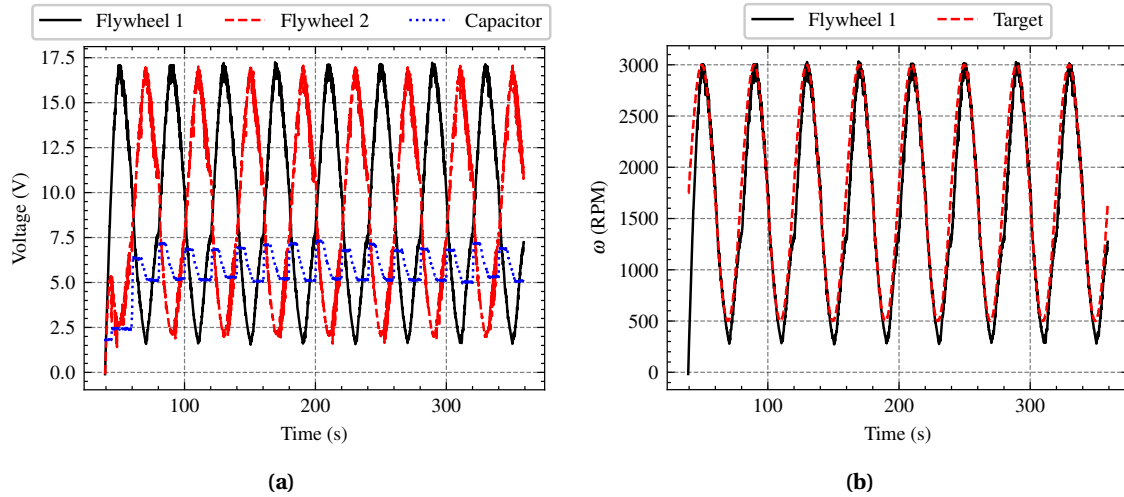 Flywheel 1 Flywheel 2 Capacitor
17.5
15.0
12.5
10.0
7.5
5.0
2.5
0.0
Voltage (V)
100 200 300
Time (s)
(a)
Flywheel 1 Target
3000
2500
2000
1500
1000
500
0
ω (RPM)
100 200 300
Time (s)
(b)